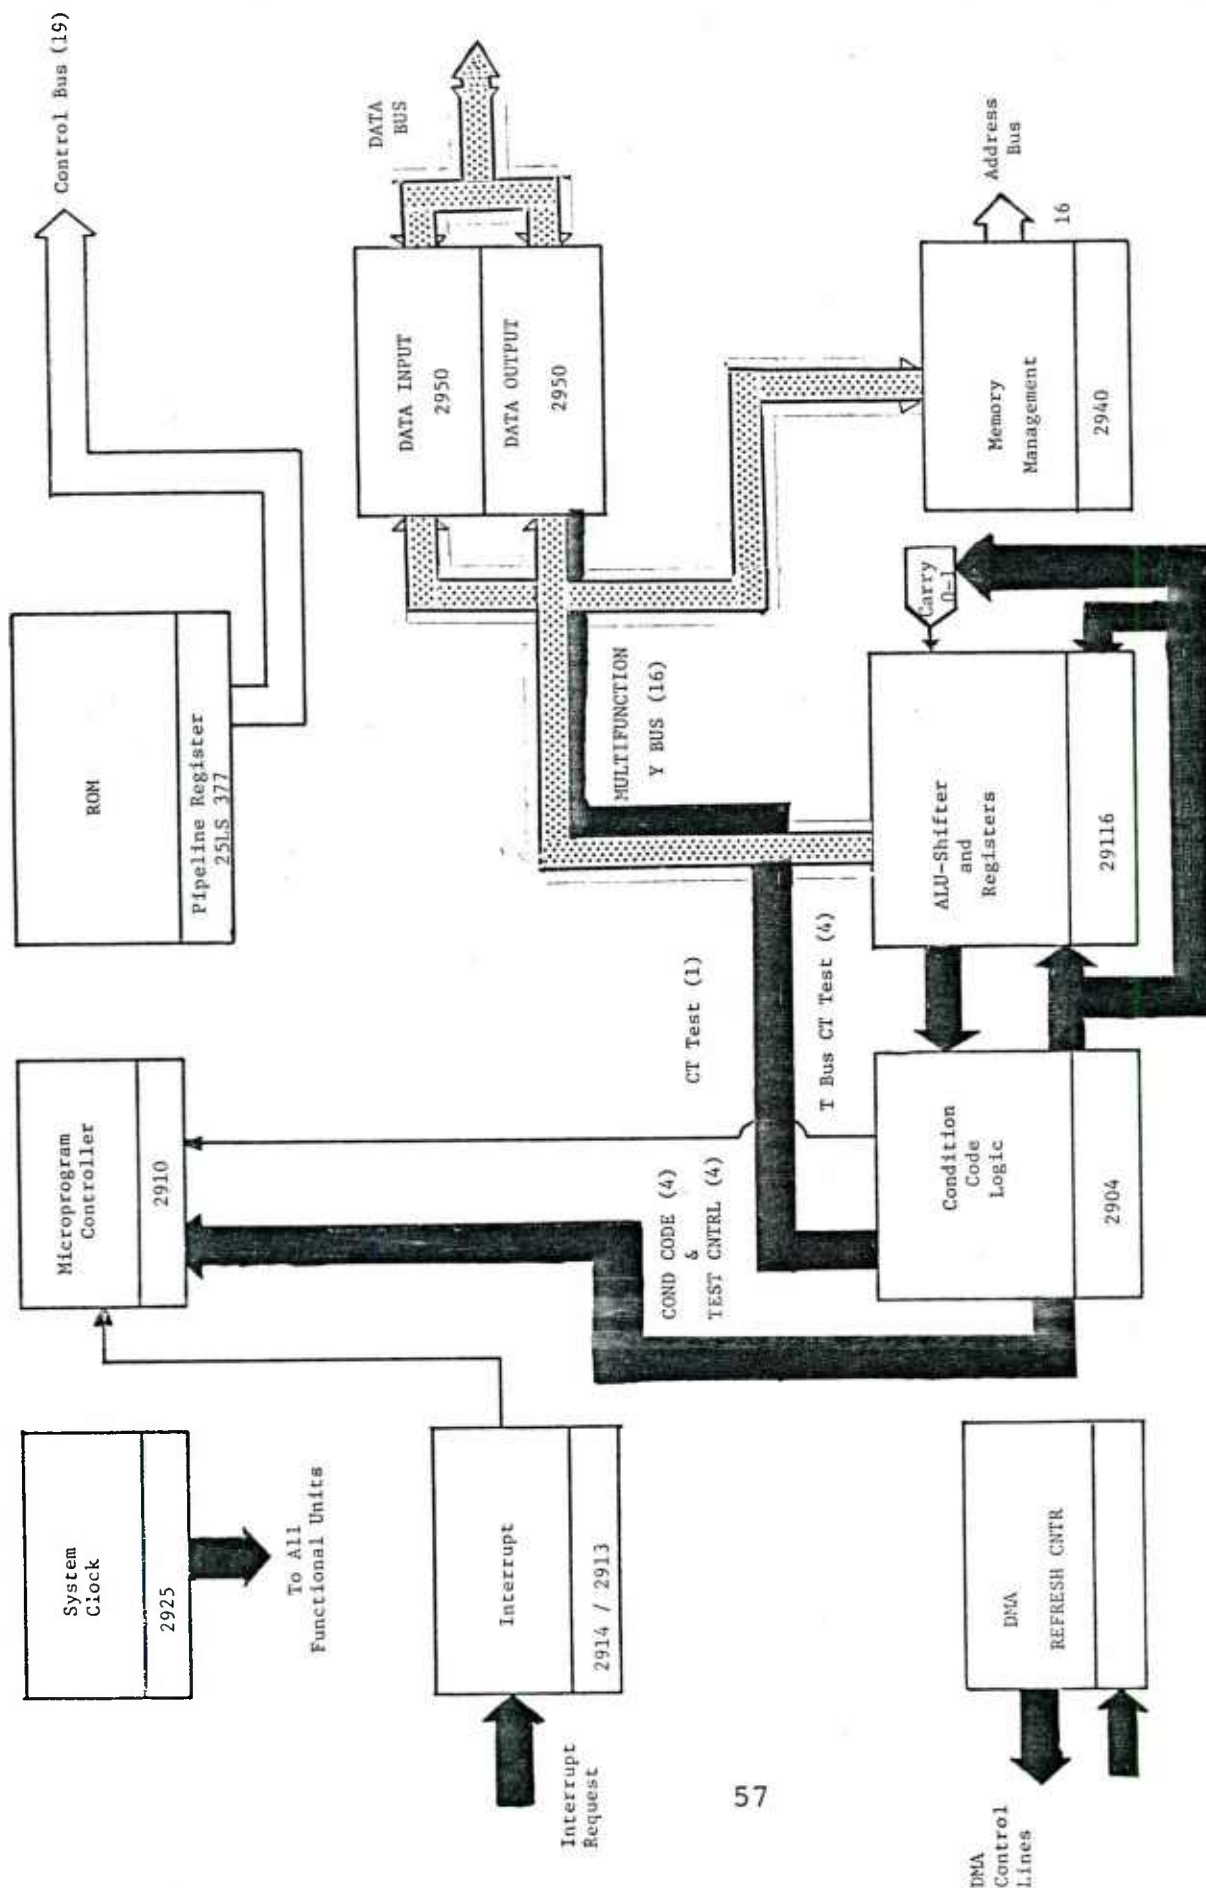 System
Clock
2925
To All
Functional Units
Microprogram
Controller
2910
ROM
Pipeline Register
25LS 377
Control Bus (19)
Interrupt
Request
Interrupt
2914 / 2913
COND CODE (4)
&
TEST CNTRL (4)
CT Test (1)
T Bus CT Test (4)
MULTIFUNCTION
Y BUS (16)
DATA INPUT
2950
DATA OUTPUT
2950
DATA
BUS
DMA
Control
Lines
DMA
REFRESH CNTR
Condition
Code
Logic
2904
ALU-Shifter
and
Registers
29116
Carry
0-1
Memory
Management
2940
16
Address
Bus
57